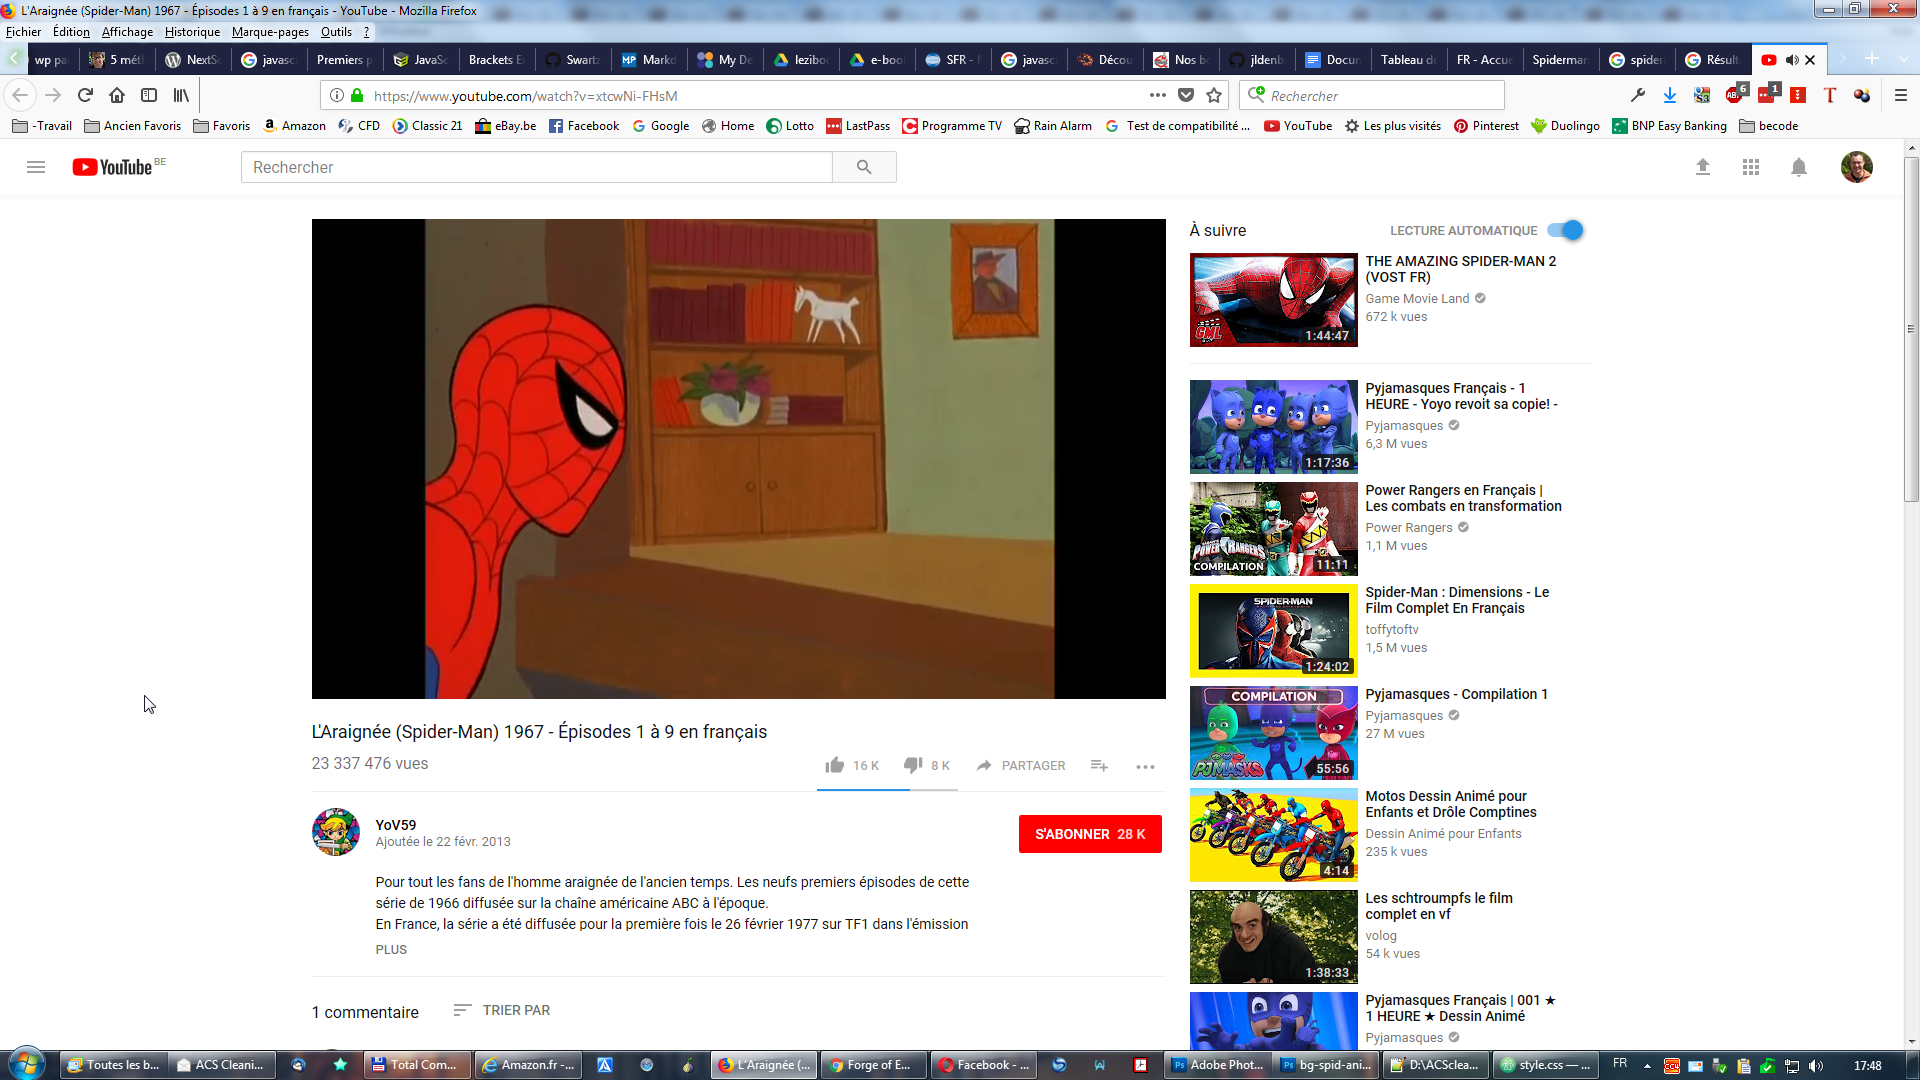 L'Araignée (Spider-Man) 1967 - Épisodes 1 à 9 en français - YouTube - Mozilla Firefox
Fichier Édition Affichage Historique Marque-pages Outils ?
wp pa 5 mét NextS javasc Premiers p JavaSc Brackets E Swartz Markd My De lezibo e-boo SFR - javasc Décou Nos b jldenb Docun Tableau de FR - Accue Spiderman spider Résult
https://www.youtube.com/watch?v=xtcwNi-FHsM
Rechercher
6 1
-Travail Ancien Favoris Favoris Amazon CFD Classic 21 eBay.be Facebook Google Home Lotto LastPass Programme TV Rain Alarm Test de compatibilité ... YouTube Les plus visités Pinterest Duolingo BNP Easy Banking becode
YouTube BE
Rechercher
L'Araignée (Spider-Man) 1967 - Épisodes 1 à 9 en français
23 337 476 vues
16 K 8 K PARTAGER
YoV59
Ajoutée le 22 févr. 2013
S'ABONNER 28 K
Pour tout les fans de l'homme araignée de l'ancien temps. Les neufs premiers épisodes de cette
série de 1966 diffusée sur la chaîne américaine ABC à l'époque.
En France, la série a été diffusée pour la première fois le 26 février 1977 sur TF1 dans l'émission
PLUS
1 commentaire TRIER PAR
À suivre LECTURE AUTOMATIQUE
GML
1:44:47
THE AMAZING SPIDER-MAN 2
(VOST FR)
Game Movie Land
672 k vues
1:17:36
Pyjamasques Français - 1
HEURE - Yoyo revoit sa copie! -
Pyjamasques
6,3 M vues
POWER RANGERS
COMPILATION
11:11
Power Rangers en Français |
Les combats en transformation
Power Rangers
1,1 M vues
SPIDER-MAN
1:24:02
Spider-Man : Dimensions - Le
Film Complet En Français
toffytoftv
1,5 M vues
COMPILATION
PJMASKS
55:56
Pyjamasques - Compilation 1
Pyjamasques
27 M vues
4:14
Motos Dessin Animé pour
Enfants et Drôle Comptines
Dessin Animé pour Enfants
235 k vues
1:38:33
Les schtroumpfs le film
complet en vf
volog
54 k vues
Pyjamasques Français | 001 ★
1 HEURE ★ Dessin Animé
Pyjamasques
Toutes les b... ACS Cleani... Total Com... Amazon.fr -... L'Araignée (... Forge of E... Facebook - ... Adobe Phot... bg-spid-ani... D:\ACSclea... style.css — ... FR 17:48